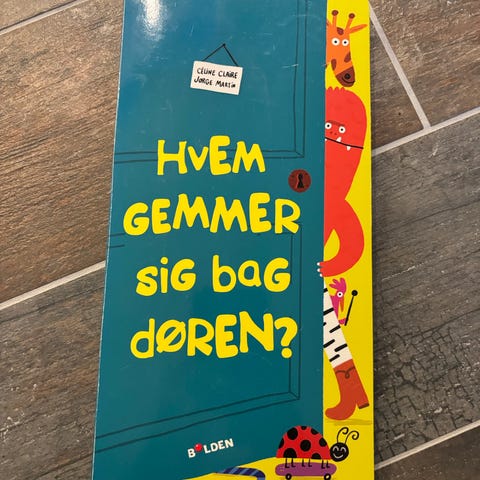 CÉLINE CLAIRE
JORGE MARTÍN
HVEM
GEMMER
SIG BAG
DØREN?
BOLDEN